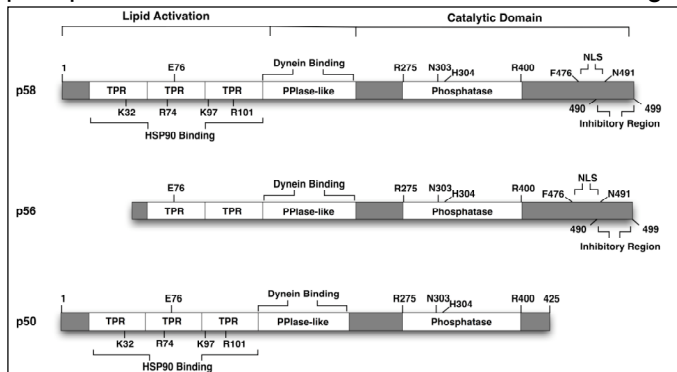 Lipid Activation Catalytic Domain
Dynein Binding NLS
1 E76 R275 N303 H304 R400 F476 N491
p58 TPR TPR TPR PPlase-like Phosphatase
K32 R74 K97 R101 490 499
HSP90 Binding Inhibitory Region
Dynein Binding NLS
E76 R275 N303 H304 R400 F476 N491
p56 TPR TPR PPlase-like Phosphatase
490 499
Inhibitory Region
Dynein Binding
1 E76 R275 N303 H304 R400 425
p50 TPR TPR TPR PPlase-like Phosphatase
K32 R74 K97 R101
HSP90 Binding